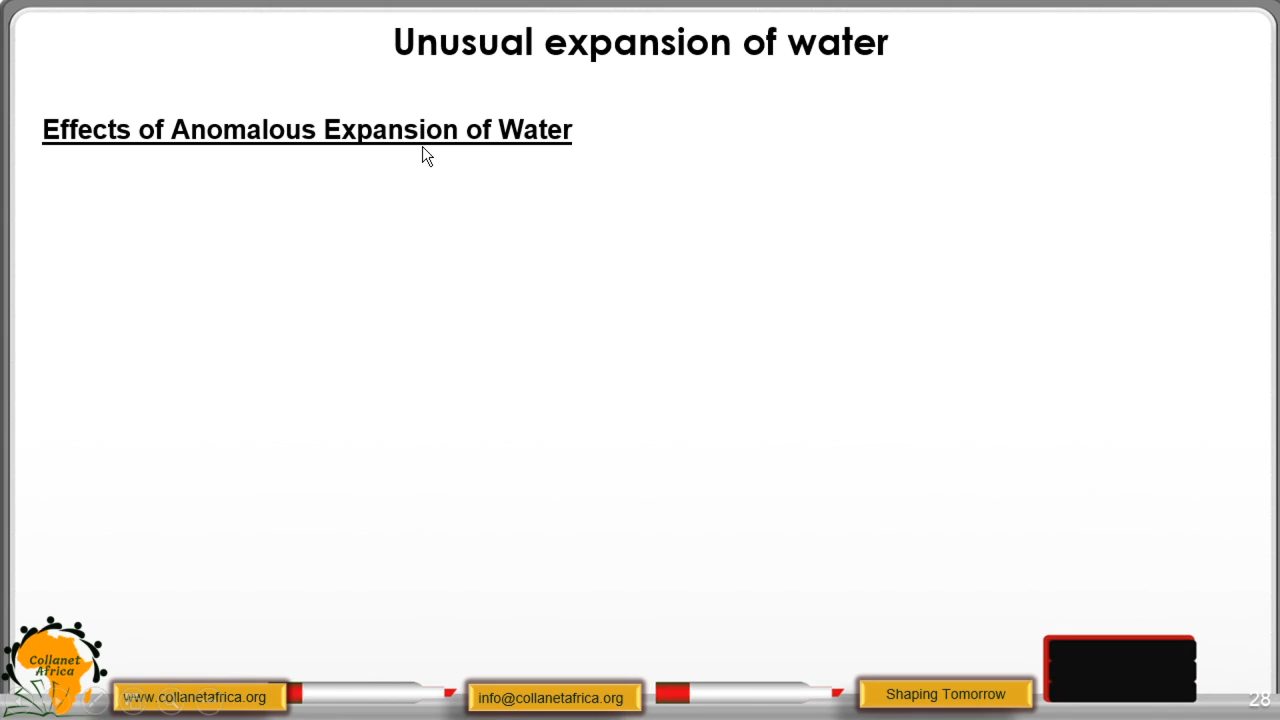 Unusual expansion of water
Effects of Anomalous Expansion of Water
Collanet
Africa
www.collanetafrica.org
info@collanetafrica.org
Shaping Tomorrow
28